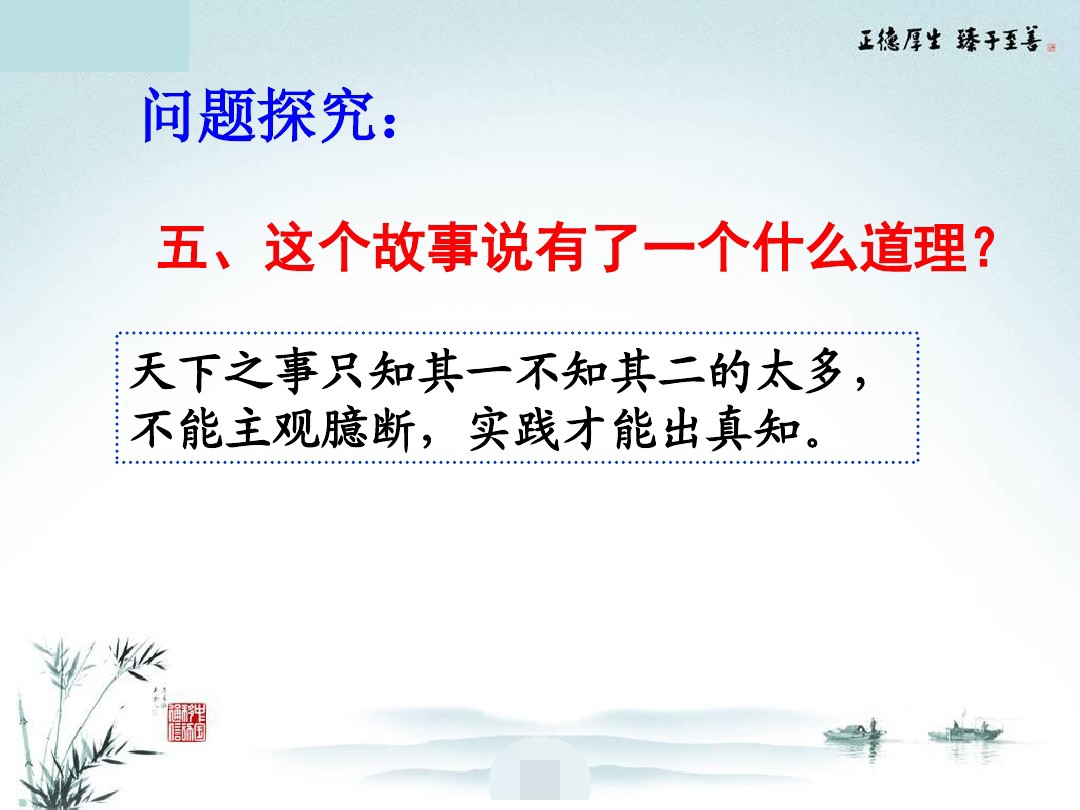 正德厚生 臻于至善
问题探究：
五、这个故事说有了一个什么道理？
天下之事只知其一不知其二的太多，
不能主观臆断，实践才能出真知。